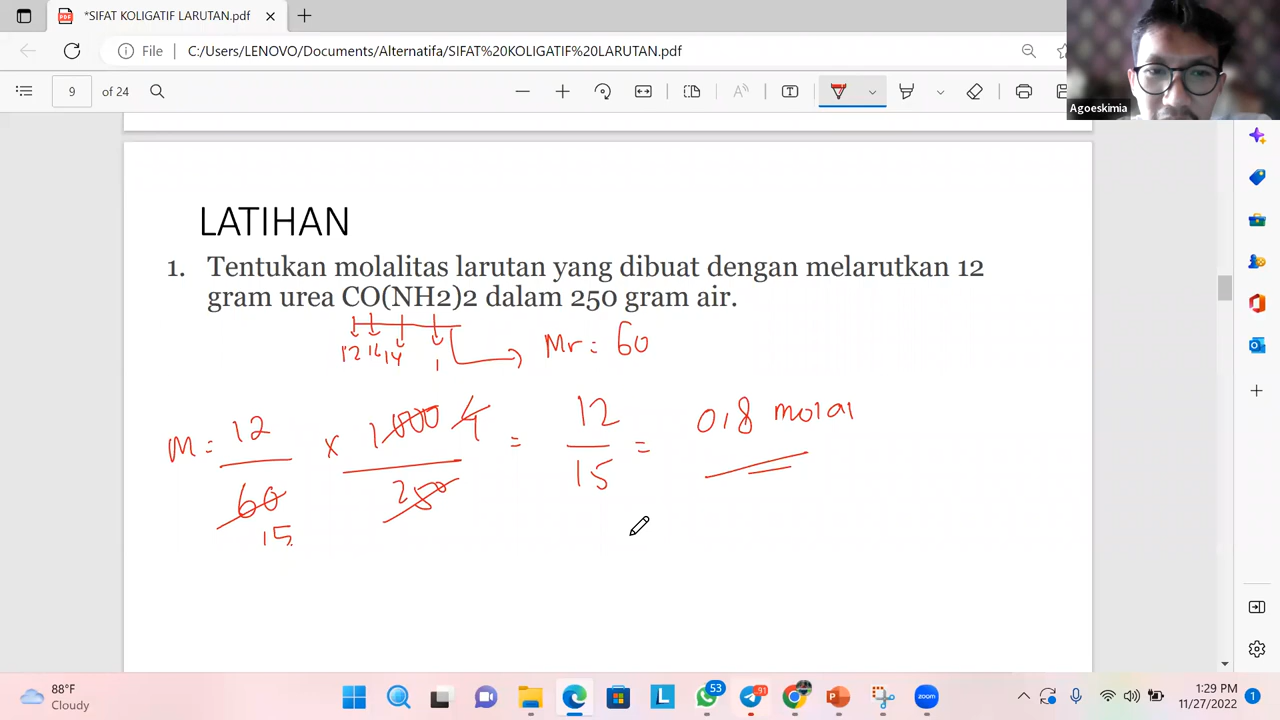 *SIFAT KOLIGATIF LARUTAN.pdf
File C:/Users/LENOVO/Documents/Alternatifa/SIFAT%20KOLIGATIF%20LARUTAN.pdf
9 of 24
Agoeskimia
LATIHAN
1. Tentukan molalitas larutan yang dibuat dengan melarutkan 12
gram urea CO(NH2)2 dalam 250 gram air.
12 16 14 1
Mr = 60
M = 12 / 60 x 1000 4 / 250 = 12 / 15 = 0,8 molal
15
88°F
Cloudy
53
91
1:29 PM
11/27/2022
1